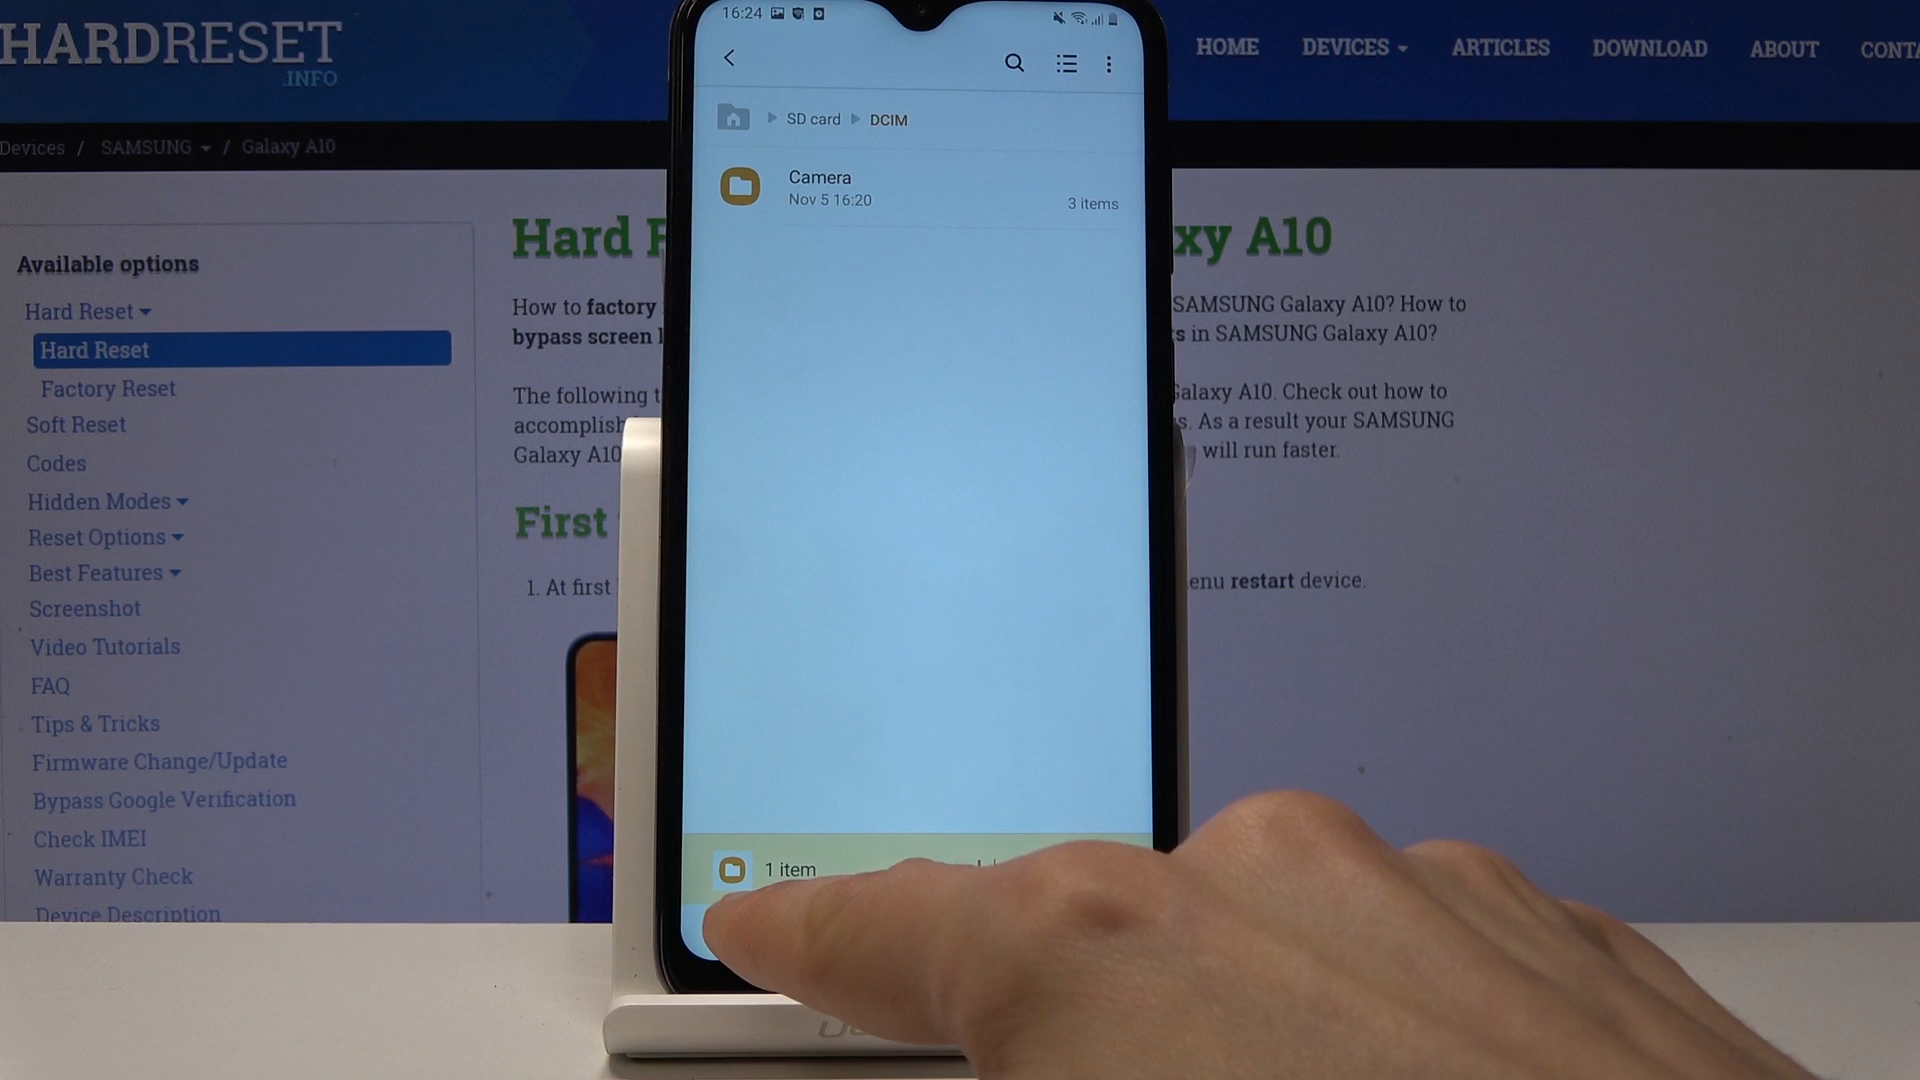 HARDRESET
.INFO
HOME DEVICES ARTICLES DOWNLOAD ABOUT
Devices / SAMSUNG / Galaxy A10
16:24
SD card DCIM
Camera
Nov 5 16:20
3 items
1 item
Available options
Hard Reset
Hard Reset
Factory Reset
Soft Reset
Codes
Hidden Modes
Reset Options
Best Features
Screenshot
Video Tutorials
FAQ
Tips & Tricks
Firmware Change/Update
Bypass Google Verification
Check IMEI
Warranty Check
Device Description
Hard A10
How to factory SAMSUNG Galaxy A10? How to
bypass screen in SAMSUNG Galaxy A10?
The following Galaxy A10. Check out how to
As a result your SAMSUNG
Galaxy A10 will run faster.
First
1. At first restart device.